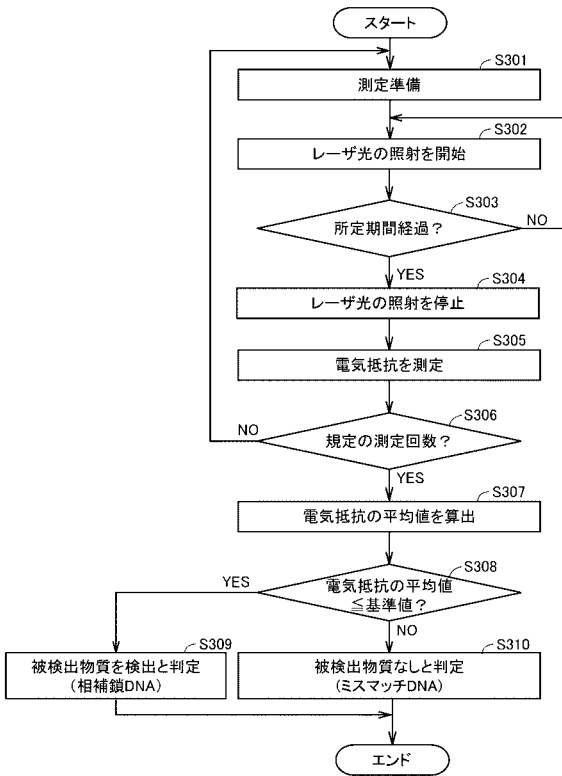 スタート
S301
測定準備
S302
レーザ光の照射を開始
S303
所定期間経過?
NO
YES
S304
レーザ光の照射を停止
S305
電気抵抗を測定
S306
NO
規定の測定回数?
YES
S307
電気抵抗の平均値を算出
S308
YES
電気抵抗の平均値
≦基準値?
NO
S309
被検出物質を検出と判定
(相補鎖DNA)
S310
被検出物質なしと判定
(ミスマッチDNA)
エンド